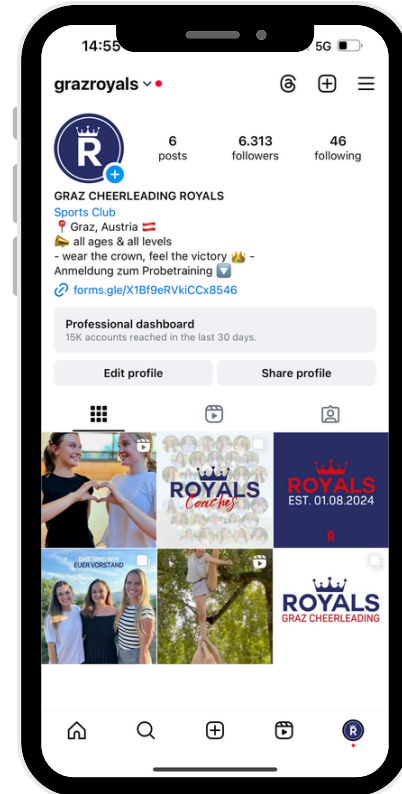 14:55
5G
grazroyals
R
6
posts
6.313
followers
46
following
GRAZ CHEERLEADING ROYALS
Sports Club
📍 Graz, Austria 🇦🇹
📣 all ages & all levels
- wear the crown, feel the victory 🙌 -
Anmeldung zum Probetraining 🔽
forms.gle/X1Bf9eRVkiCCx8546
Professional dashboard
15K accounts reached in the last 30 days.
Edit profile
Share profile
ROYALS
Coaches
ROYALS
EST. 01.08.2024
R
DAS SIND WIR
EUER VORSTAND
ROYALS
GRAZ CHEERLEADING
R